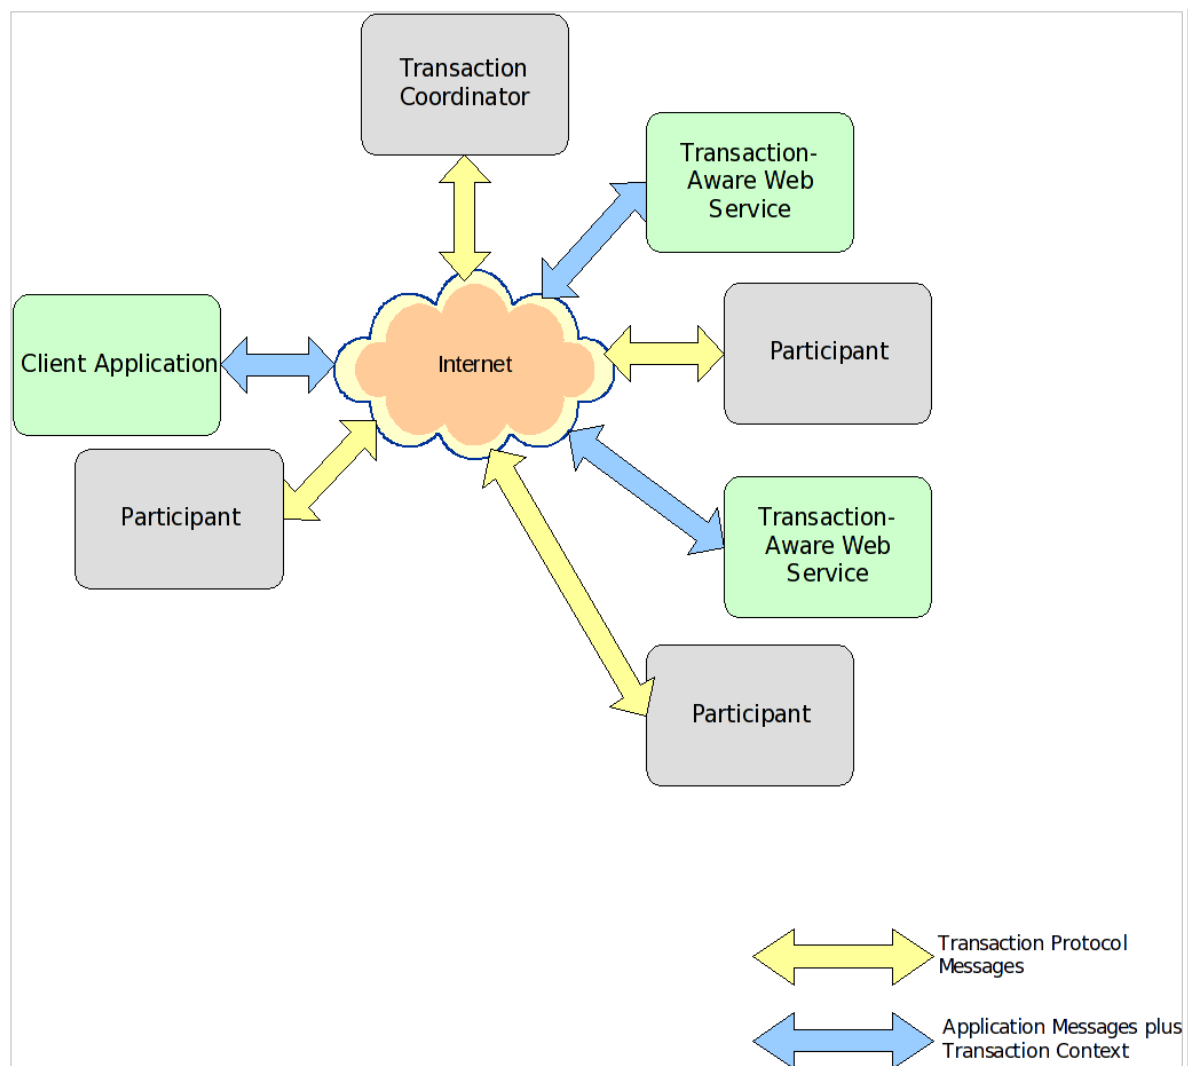 Transaction
Coordinator
Transaction-
Aware Web
Service
Client Application
Internet
Participant
Participant
Transaction-
Aware Web
Service
Participant
Transaction Protocol
Messages
Application Messages plus
Transaction Context